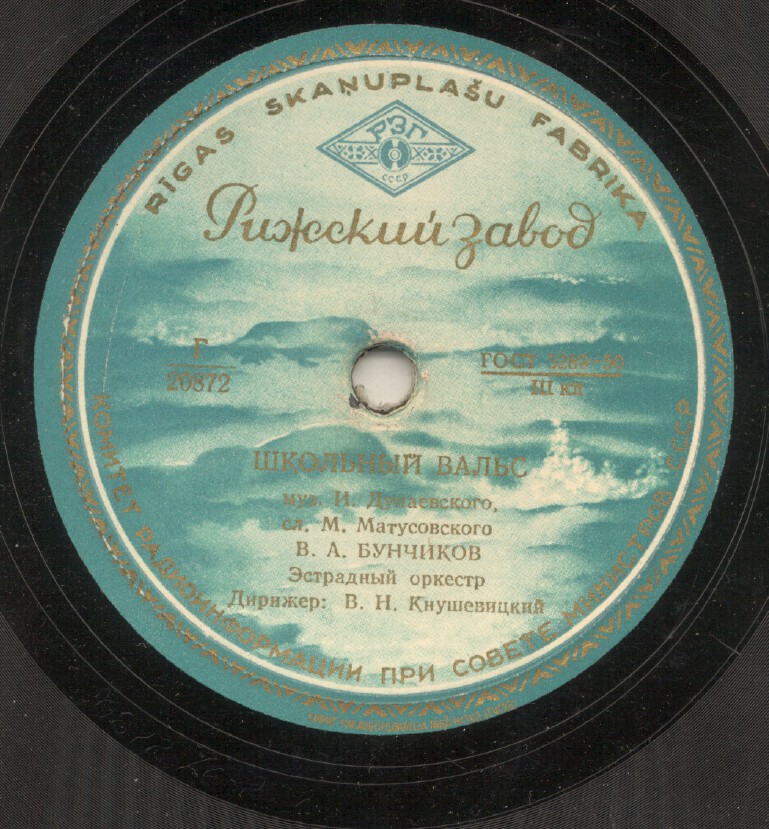 RĪGAS SKAŅUPLAŠU FABRIKA
РЗГ
СССР
Рижский завод
Г
20872
ГОСТ 5289-50
III кл
ШКОЛЬНЫЙ ВАЛЬС
муз. И. Дунаевского,
сл. М. Матусовского
В. А. БУНЧИКОВ
Эстрадный оркестр
Дирижер: В. Н. Кнушевицкий
КОМИТЕТ РАДИОИНФОРМАЦИИ ПРИ СОВЕТЕ МИНИСТРОВ СССР